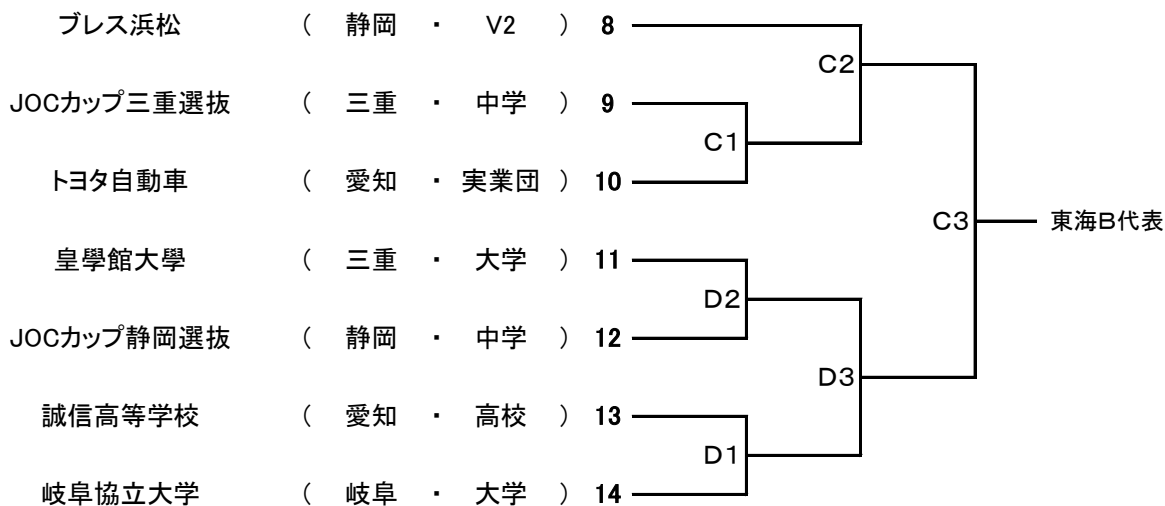 ブレス浜松 ( 静岡 ・ V2 ) 8
C2
JOCカップ三重選抜 ( 三重 ・ 中学 ) 9
C1
トヨタ自動車 ( 愛知 ・ 実業団 ) 10
C3 東海B代表
皇學館大學 ( 三重 ・ 大学 ) 11
D2
JOCカップ静岡選抜 ( 静岡 ・ 中学 ) 12
D3
誠信高等学校 ( 愛知 ・ 高校 ) 13
D1
岐阜協立大学 ( 岐阜 ・ 大学 ) 14